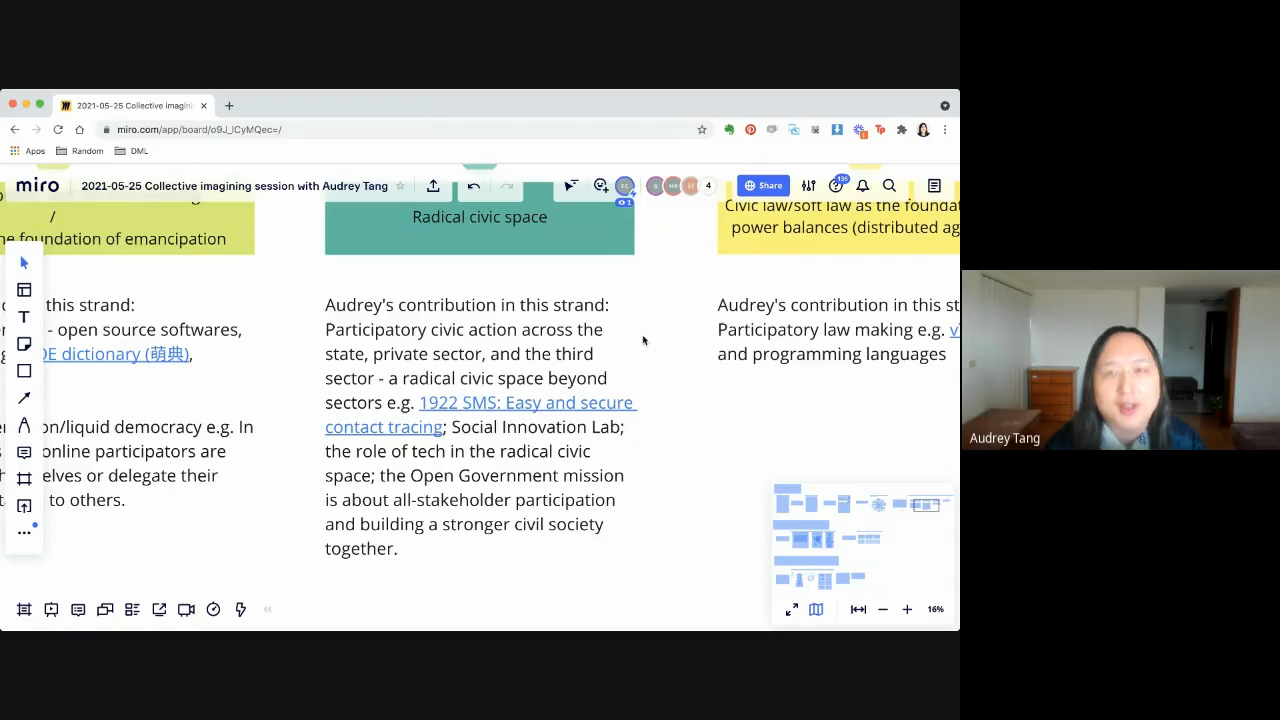 2021-05-25 Collective imagini
miro.com/app/board/o9J_lCyMQec=/
Apps
Random
DML
miro
2021-05-25 Collective imagining session with Audrey Tang
4
Share
136
1
/
he foundation of emancipation
this strand:
- open source softwares,
DE dictionary (萌典),
on/liquid democracy e.g. In
online participators are
elves or delegate their
to others.
Radical civic space
Audrey's contribution in this strand:
Participatory civic action across the
state, private sector, and the third
sector - a radical civic space beyond
sectors e.g. 1922 SMS: Easy and secure
contact tracing; Social Innovation Lab;
the role of tech in the radical civic
space; the Open Government mission
is about all-stakeholder participation
and building a stronger civil society
together.
Civic law/soft law as the foundat
power balances (distributed ag
Audrey's contribution in this st
Participatory law making e.g. v
and programming languages
16%
Audrey Tang